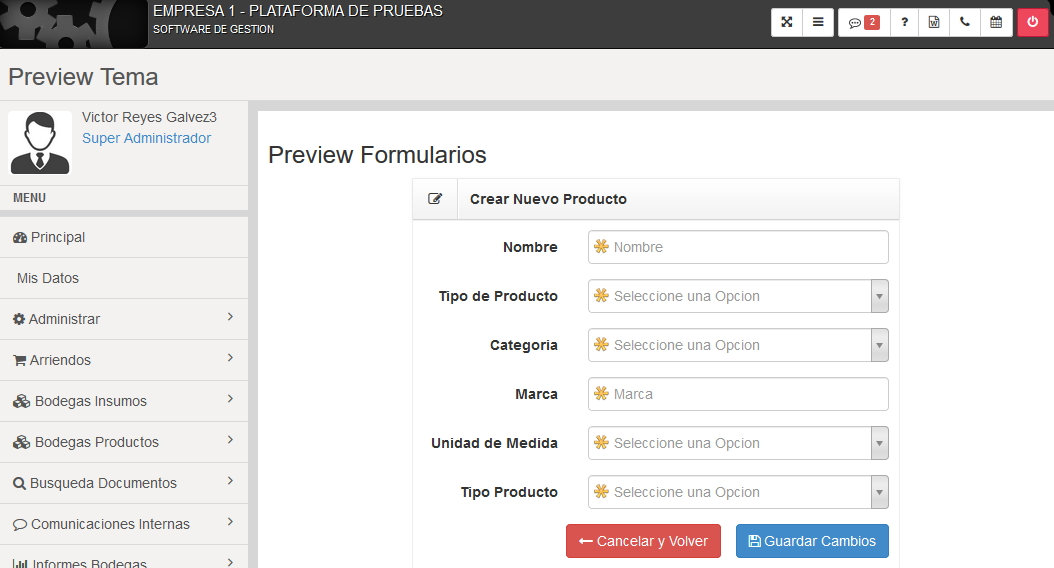 EMPRESA 1 - PLATAFORMA DE PRUEBAS
SOFTWARE DE GESTION
2
?
W
Preview Tema
Victor Reyes Galvez3
Super Administrador
MENU
Principal
Mis Datos
Administrar
Arriendos
Bodegas Insumos
Bodegas Productos
Busqueda Documentos
Comunicaciones Internas
Informes Bodegas
Preview Formularios
Crear Nuevo Producto
Nombre Nombre
Tipo de Producto Seleccione una Opcion
Categoria Seleccione una Opcion
Marca Marca
Unidad de Medida Seleccione una Opcion
Tipo Producto Seleccione una Opcion
Cancelar y Volver Guardar Cambios